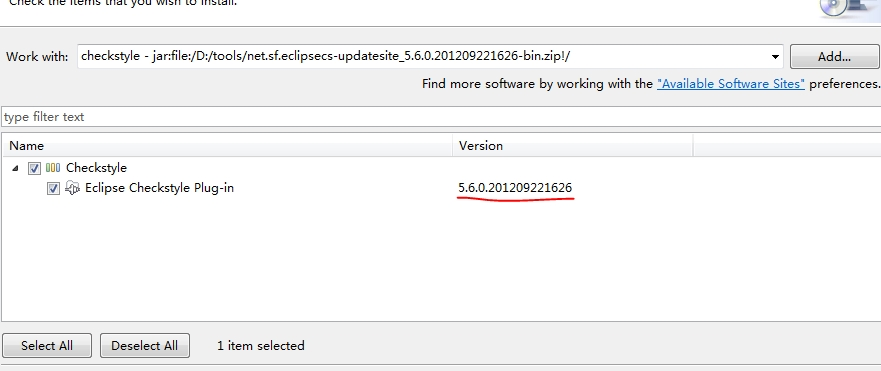 Check the items that you wish to install.
Work with: checkstyle - jar:file:/D:/tools/net.sf.eclipsecs-updatesite_5.6.0.201209221626-bin.zip!/ Add...
Find more software by working with the "Available Software Sites" preferences.
type filter text
Name Version
Checkstyle
Eclipse Checkstyle Plug-in 5.6.0.201209221626
Select All Deselect All 1 item selected